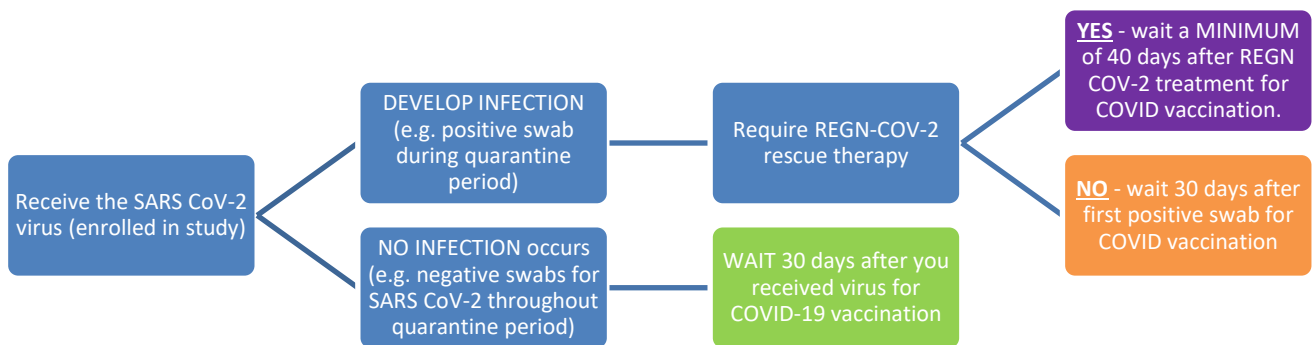 Receive the SARS CoV-2
virus (enrolled in study)
DEVELOP INFECTION
(e.g. positive swab
during quarantine
period)
Require REGN-COV-2
rescue therapy
YES - wait a MINIMUM
of 40 days after REGN
COV-2 treatment for
COVID vaccination.
NO - wait 30 days after
first positive swab for
COVID vaccination
NO INFECTION occurs
(e.g. negative swabs for
SARS CoV-2 throughout
quarantine period)
WAIT 30 days after you
received virus for
COVID-19 vaccination